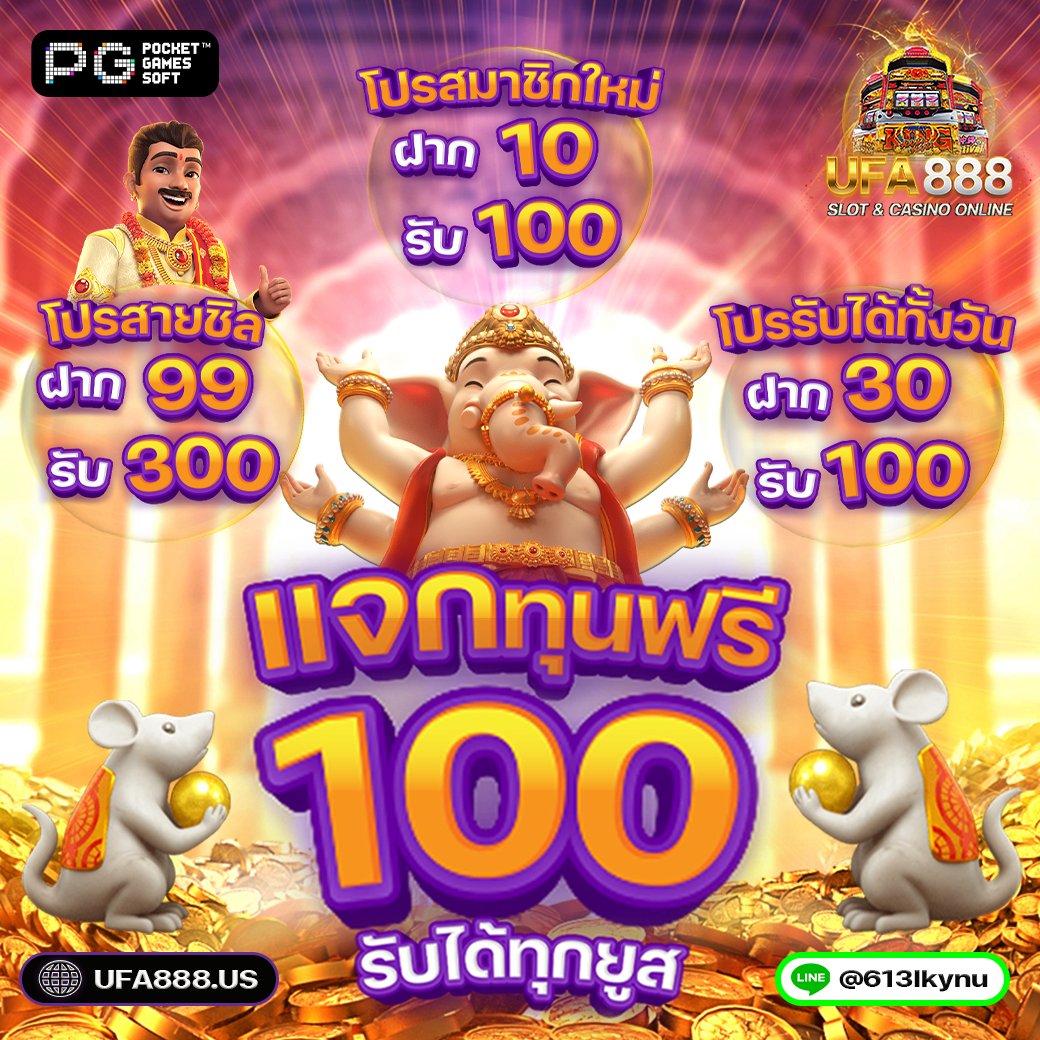 PG POCKET GAMES SOFT™
โปรสมาชิกใหม่
ฝาก 10
รับ 100
KING
UFA888
SLOT & CASINO ONLINE
โปรสายชิล
ฝาก 99
รับ 300
โปรรับได้ทั้งวัน
ฝาก 30
รับ 100
แจกทุนฟรี
100
รับได้ทุกยูส
UFA888.US
LINE @613lkynu